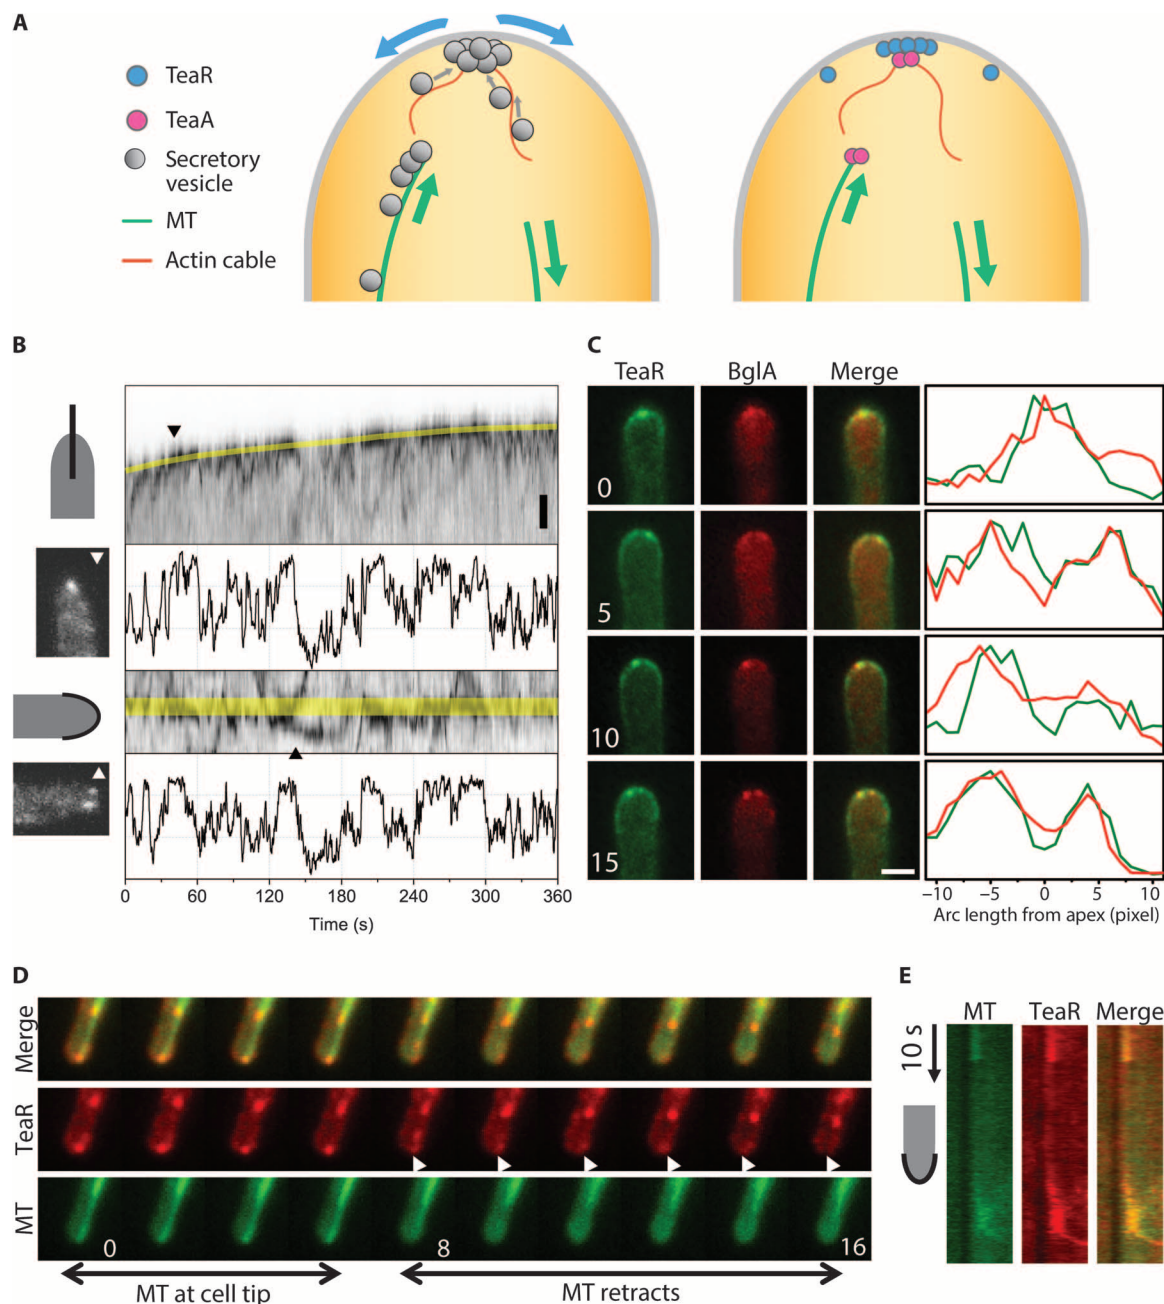 A
TeaR
TeaA
Secretory
vesicle
MT
Actin cable
B
0
60
120
180
240
300
360
Time (s)
C
TeaR
BglA
Merge
0
5
10
15
−10
−5
0
5
10
Arc length from apex (pixel)
D
Merge
TeaR
MT
0
8
16
MT at cell tip
MT retracts
E
MT
TeaR
Merge
10 s